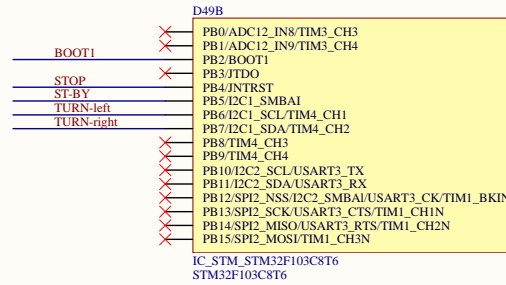 D49B
PB0/ADC12_IN8/TIM3_CH3
PB1/ADC12_IN9/TIM3_CH4
BOOT1 PB2/BOOT1
PB3/JTDO
STOP PB4/JNTRST
ST-BY PB5/I2C1_SMBAI
TURN-left PB6/I2C1_SCL/TIM4_CH1
TURN-right PB7/I2C1_SDA/TIM4_CH2
PB8/TIM4_CH3
PB9/TIM4_CH4
PB10/I2C2_SCL/USART3_TX
PB11/I2C2_SDA/USART3_RX
PB12/SPI2_NSS/I2C2_SMBAl/USART3_CK/TIM1_BKIN
PB13/SPI2_SCK/USART3_CTS/TIM1_CH1N
PB14/SPI2_MISO/USART3_RTS/TIM1_CH2N
PB15/SPI2_MOSI/TIM1_CH3N
IC_STM_STM32F103C8T6
STM32F103C8T6